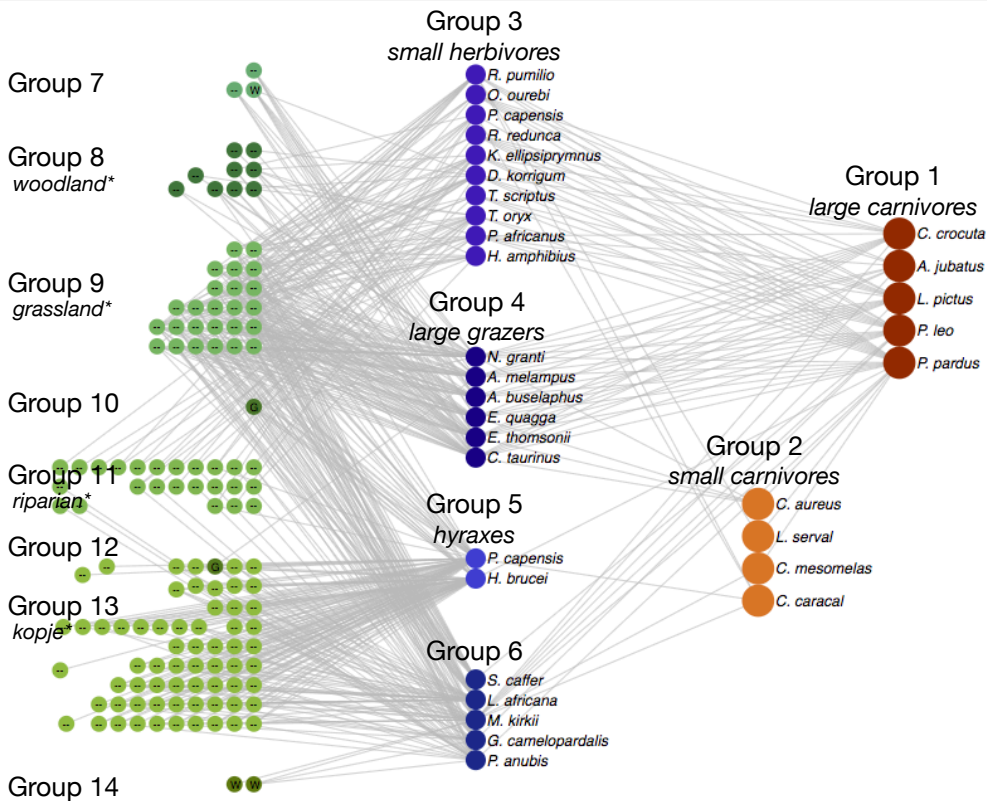 Group 3
small herbivores
R. pumilio
O. ourebi
P. capensis
R. redunca
K. ellipsiprymnus
D. korrigum
T. scriptus
T. oryx
P. africanus
H. amphibius
Group 7
--
-- W
Group 8
woodland*
-- --
-- -- --
-- -- -- --
Group 1
large carnivores
C. crocuta
A. jubatus
L. pictus
P. leo
P. pardus
Group 9
grassland*
-- --
-- -- --
-- -- --
-- -- -- -- --
-- -- -- -- -- --
-- -- -- -- -- --
Group 4
large grazers
N. granti
A. melampus
A. buselaphus
E. quagga
E. thomsonii
C. taurinus
Group 10
G
Group 11
riparian*
-- -- -- -- -- -- -- -- -- -- --
-- -- -- -- -- -- -- --
-- -- -- -- --
Group 2
small carnivores
C. aureus
L. serval
C. mesomelas
C. caracal
Group 5
hyraxes
P. capensis
H. brucei
Group 12
-- -- -- -- G -- --
--
Group 13
kopje*
-- -- -- -- --
-- -- --
-- -- -- -- -- -- -- -- -- --
-- -- -- -- --
--
-- -- -- -- -- -- --
-- -- -- -- -- -- -- --
-- -- -- -- -- -- -- -- --
-- -- -- -- -- -- -- -- -- --
Group 6
S. caffer
L. africana
M. kirkii
G. camelopardalis
P. anubis
Group 14
W W